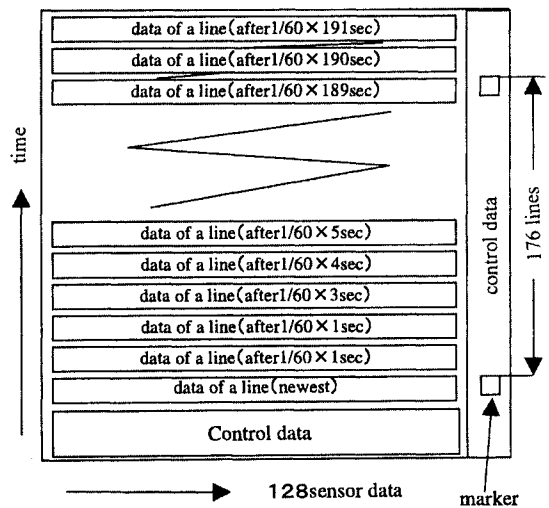 data of a line(after1/60×191sec)
data of a line(after1/60×190sec)
data of a line(after1/60×189sec)
time
176 lines
control data
data of a line(after1/60×5sec)
data of a line(after1/60×4sec)
data of a line(after1/60×3sec)
data of a line(after1/60×1sec)
data of a line(after1/60×1sec)
data of a line(newest)
Control data
128sensor data
marker